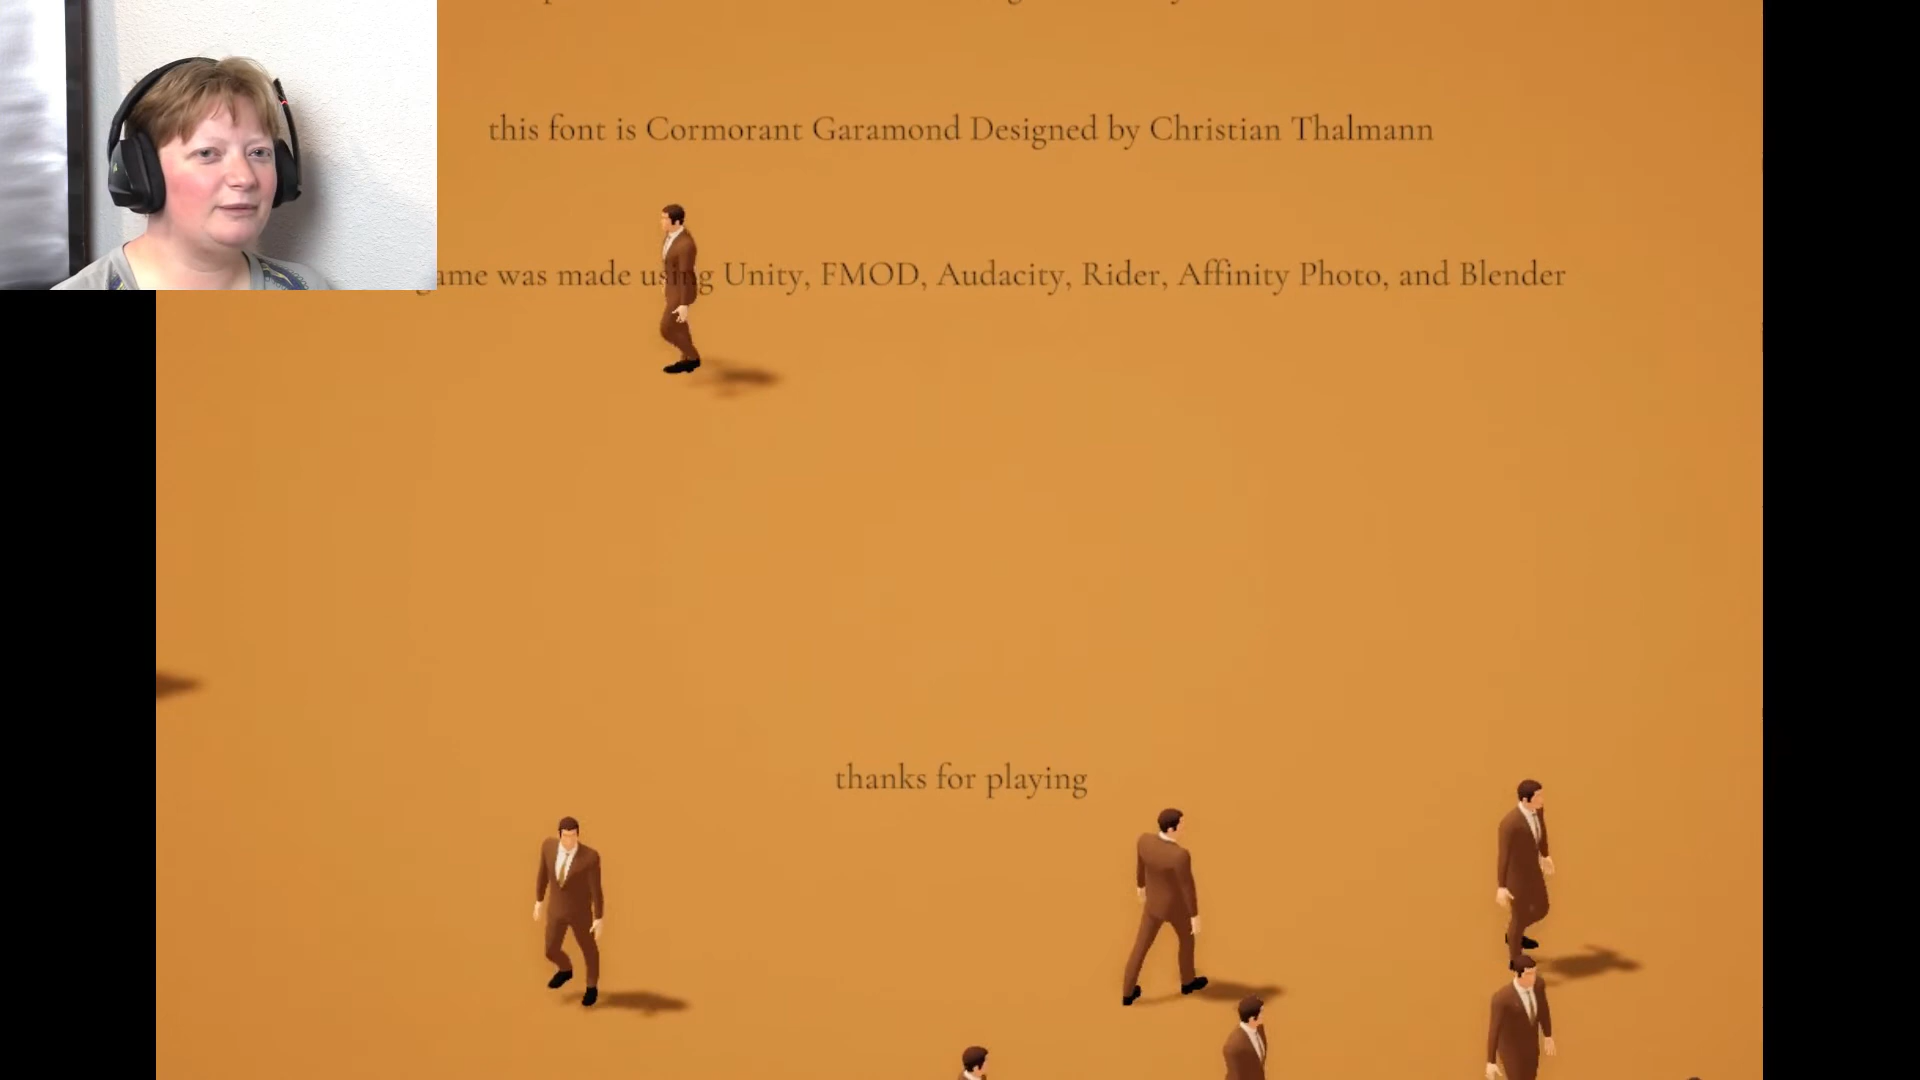 this font is Cormorant Garamond Designed by Christian Thalmann
game was made using Unity, FMOD, Audacity, Rider, Affinity Photo, and Blender
thanks for playing